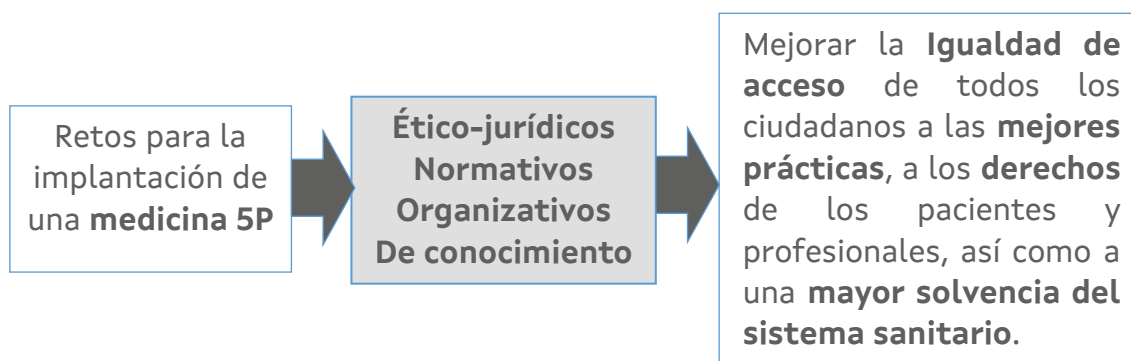 Retos para la
implantación de
una medicina 5P
Ético-jurídicos
Normativos
Organizativos
De conocimiento
Mejorar la Igualdad de
acceso de todos los
ciudadanos a las mejores
prácticas, a los derechos
de los pacientes y
profesionales, así como a
una mayor solvencia del
sistema sanitario.